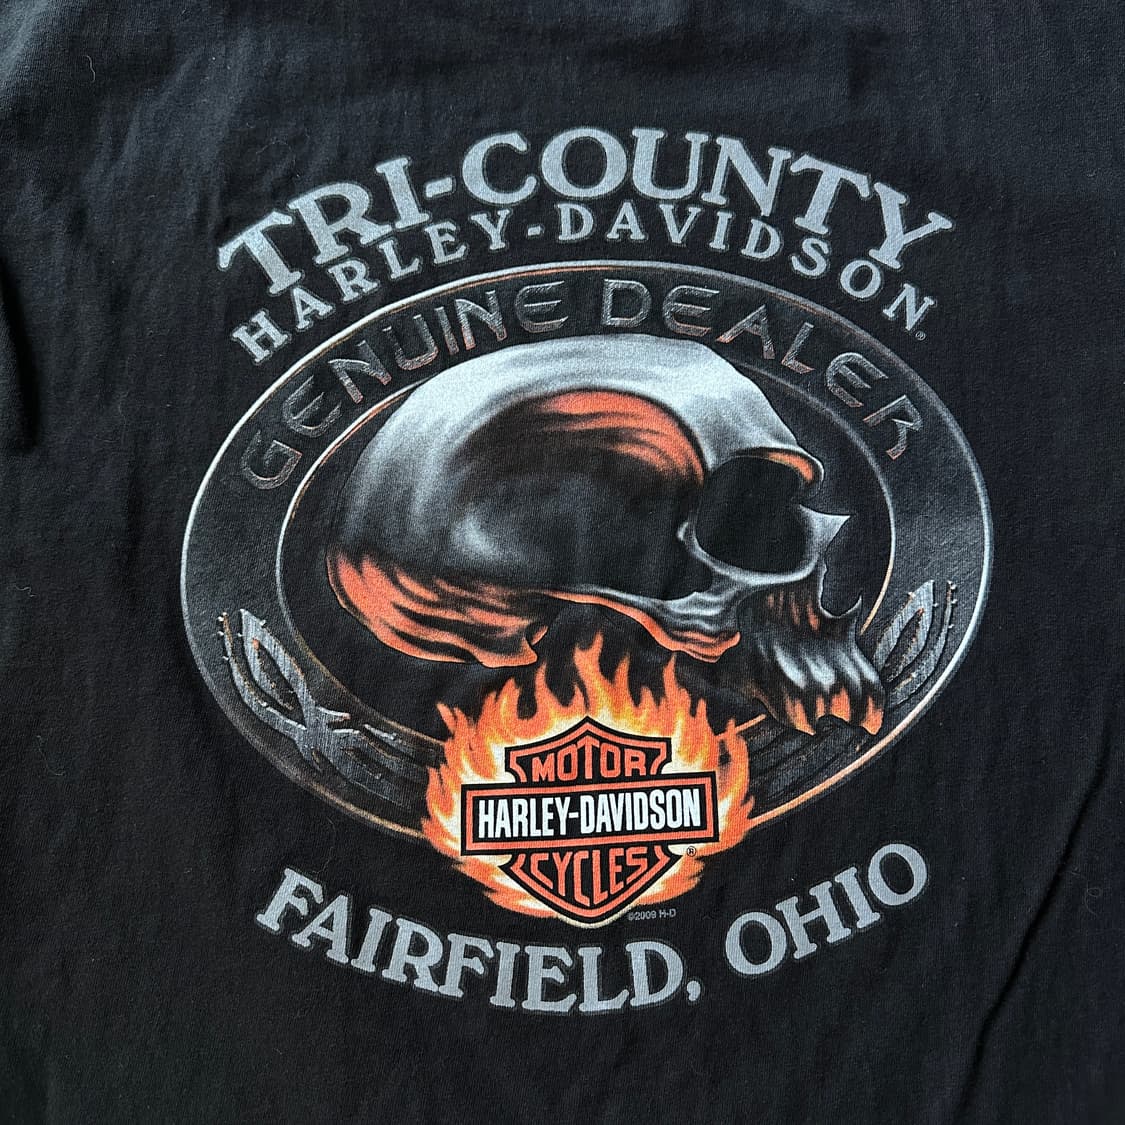 TRI-COUNTY
HARLEY-DAVIDSON®
GENUINE DEALER
MOTOR
HARLEY-DAVIDSON
CYCLES
®
©2009 H-D
FAIRFIELD, OHIO